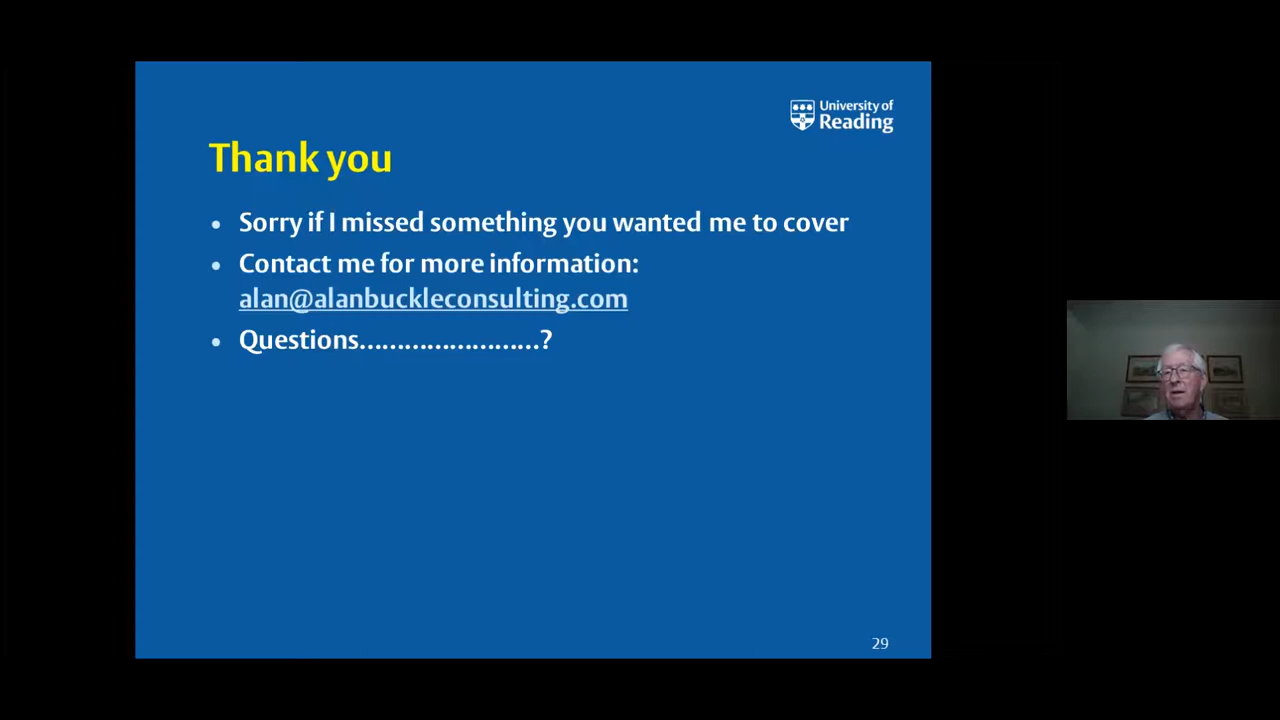 University of
Reading
Thank you
• Sorry if I missed something you wanted me to cover
• Contact me for more information:
alan@alanbuckleconsulting.com
• Questions……………………?
29